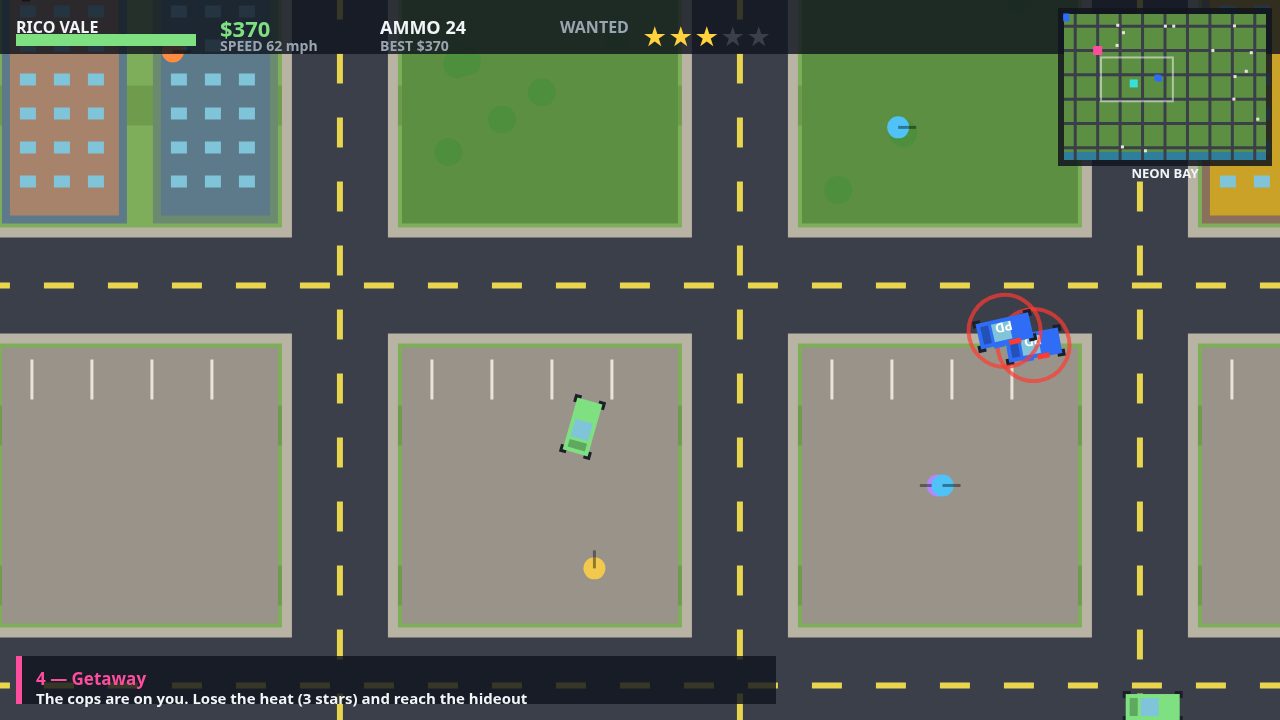 RICO VALE
$370
SPEED 62 mph
AMMO 24
BEST $370
WANTED
NEON BAY
PD
4 — Getaway
The cops are on you. Lose the heat (3 stars) and reach the hideout